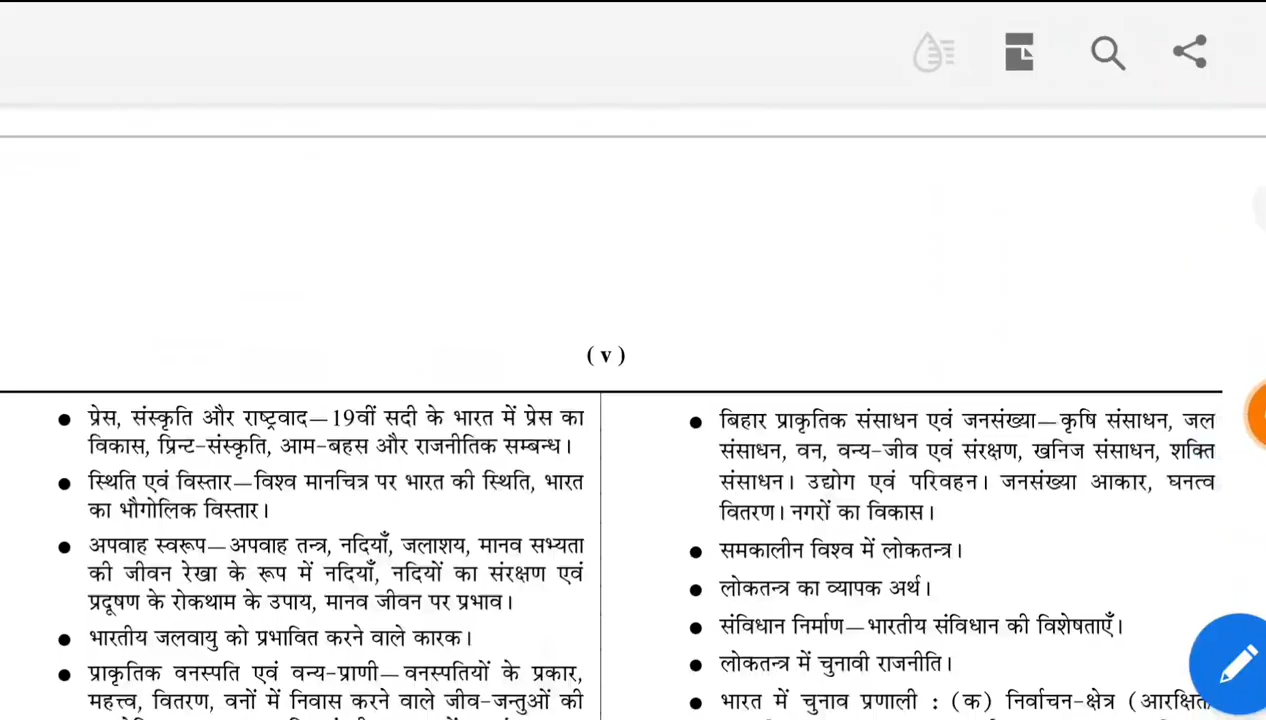 ( v )
● प्रेस, संस्कृति और राष्ट्रवाद—19वीं सदी के भारत में प्रेस का
विकास, प्रिन्ट-संस्कृति, आम-बहस और राजनीतिक सम्बन्ध।
● स्थिति एवं विस्तार—विश्व मानचित्र पर भारत की स्थिति, भारत
का भौगोलिक विस्तार।
● अपवाह स्वरूप—अपवाह तन्त्र, नदियाँ, जलाशय, मानव सभ्यता
की जीवन रेखा के रूप में नदियाँ, नदियों का संरक्षण एवं
प्रदूषण के रोकथाम के उपाय, मानव जीवन पर प्रभाव।
● भारतीय जलवायु को प्रभावित करने वाले कारक।
● प्राकृतिक वनस्पति एवं वन्य-प्राणी—वनस्पतियों के प्रकार,
महत्त्व, वितरण, वनों में निवास करने वाले जीव-जन्तुओं की
● बिहार प्राकृतिक संसाधन एवं जनसंख्या—कृषि संसाधन, जल
संसाधन, वन, वन्य-जीव एवं संरक्षण, खनिज संसाधन, शक्ति
संसाधन। उद्योग एवं परिवहन। जनसंख्या आकार, घनत्व
वितरण। नगरों का विकास।
● समकालीन विश्व में लोकतन्त्र।
● लोकतन्त्र का व्यापक अर्थ।
● संविधान निर्माण—भारतीय संविधान की विशेषताएँ।
● लोकतन्त्र में चुनावी राजनीति।
● भारत में चुनाव प्रणाली : (क) निर्वाचन-क्षेत्र (आरक्षित